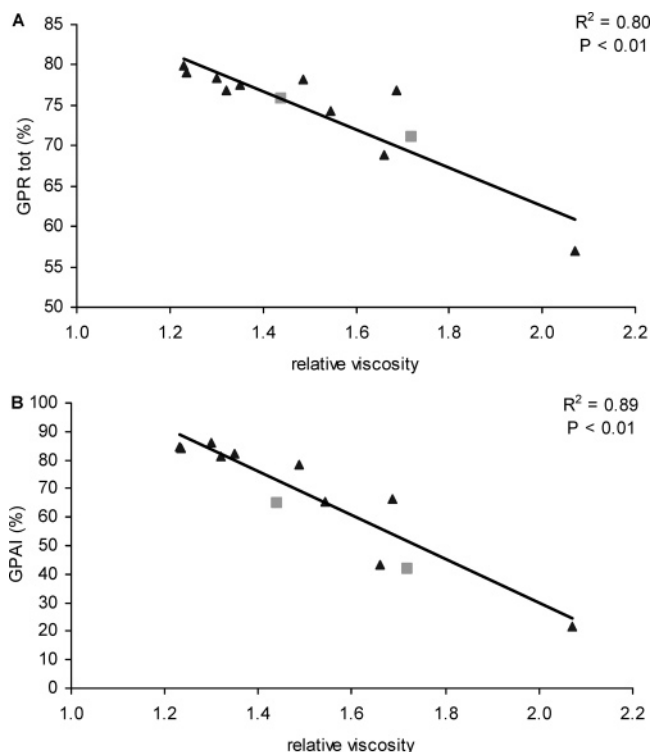 A
R² = 0.80
P < 0.01
GPR tot (%)
85
80
75
70
65
60
55
50
1.0 1.2 1.4 1.6 1.8 2.0 2.2
relative viscosity
B
R² = 0.89
P < 0.01
GPAI (%)
100
90
80
70
60
50
40
30
20
10
0
1.0 1.2 1.4 1.6 1.8 2.0 2.2
relative viscosity